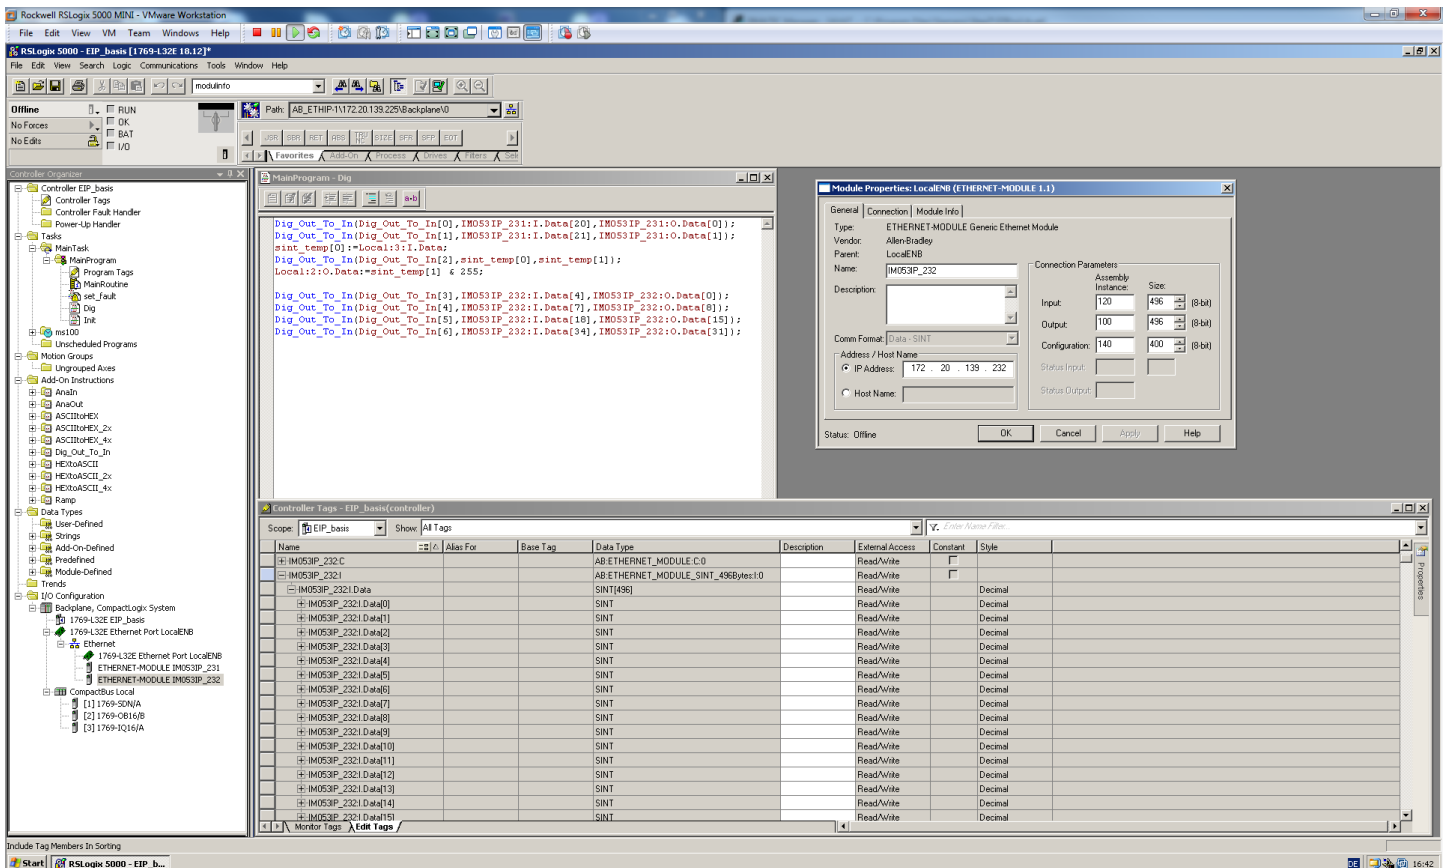 Rockwell RSLogix 5000 MINI - VMware Workstation
File Edit View VM Team Windows Help
RSLogix 5000 - EIP_basis [1769-L32E 18.12]*
File Edit View Search Logic Communications Tools Window Help
modulinfo
Offline
RUN
No Forces
OK
BAT
No Edits
I/O
Path: AB_ETHIP-1\172.20.139.225\Backplane\0
JSR SBR RET ABS SIZE SFR SFP EOT
Favorites Add-On Process Drives Filters Sel
Controller Organizer
Controller EIP_basis
Controller Tags
Controller Fault Handler
Power-Up Handler
Tasks
MainTask
MainProgram
Program Tags
MainRoutine
set_fault
Dig
Init
ms100
Unscheduled Programs
Motion Groups
Ungrouped Axes
Add-On Instructions
AnaIn
AnaOut
ASCIItoHEX
ASCIItoHEX_2x
ASCIItoHEX_4x
Dig_Out_To_In
HEXtoASCII
HEXtoASCII_2x
HEXtoASCII_4x
Ramp
Data Types
User-Defined
Strings
Add-On-Defined
Predefined
Module-Defined
Trends
I/O Configuration
Backplane, CompactLogix System
1769-L32E EIP_basis
1769-L32E Ethernet Port LocalENB
Ethernet
1769-L32E Ethernet Port LocalENB
ETHERNET-MODULE IM053IP_231
ETHERNET-MODULE IM053IP_232
CompactBus Local
[1] 1769-SDN/A
[2] 1769-OB16/B
[3] 1769-IQ16/A
MainProgram - Dig
a=b
Dig_Out_To_In(Dig_Out_To_In[0],IM053IP_231:I.Data[20],IM053IP_231:O.Data[0]);
Dig_Out_To_In(Dig_Out_To_In[1],IM053IP_231:I.Data[21],IM053IP_231:O.Data[1]);
sint_temp[0]:=Local:3:I.Data;
Dig_Out_To_In(Dig_Out_To_In[2],sint_temp[0],sint_temp[1]);
Local:2:O.Data:=sint_temp[1] & 255;
Dig_Out_To_In(Dig_Out_To_In[3],IM053IP_232:I.Data[4],IM053IP_232:O.Data[0]);
Dig_Out_To_In(Dig_Out_To_In[4],IM053IP_232:I.Data[7],IM053IP_232:O.Data[8]);
Dig_Out_To_In(Dig_Out_To_In[5],IM053IP_232:I.Data[18],IM053IP_232:O.Data[15]);
Dig_Out_To_In(Dig_Out_To_In[6],IM053IP_232:I.Data[34],IM053IP_232:O.Data[31]);
Module Properties: LocalENB (ETHERNET-MODULE 1.1)
General Connection Module Info
Type: ETHERNET-MODULE Generic Ethernet Module
Vendor: Allen-Bradley
Parent: LocalENB
Name: IM053IP_232
Description:
Comm Format: Data - SINT
Address / Host Name
IP Address: 172 . 20 . 139 . 232
Host Name:
Connection Parameters
Assembly Instance: Size:
Input: 120 496 (8-bit)
Output: 100 496 (8-bit)
Configuration: 140 400 (8-bit)
Status Input:
Status Output:
Status: Offline
OK Cancel Apply Help
Controller Tags - EIP_basis(controller)
Scope: EIP_basis Show: All Tags Enter Name Filter...
Name Alias For Base Tag Data Type Description External Access Constant Style
IM053IP_232:C AB:ETHERNET_MODULE:C:0 Read/Write
IM053IP_232:I AB:ETHERNET_MODULE_SINT_496Bytes:I:0 Read/Write
IM053IP_232:I.Data SINT[496] Read/Write Decimal
IM053IP_232:I.Data[0] SINT Read/Write Decimal
IM053IP_232:I.Data[1] SINT Read/Write Decimal
IM053IP_232:I.Data[2] SINT Read/Write Decimal
IM053IP_232:I.Data[3] SINT Read/Write Decimal
IM053IP_232:I.Data[4] SINT Read/Write Decimal
IM053IP_232:I.Data[5] SINT Read/Write Decimal
IM053IP_232:I.Data[6] SINT Read/Write Decimal
IM053IP_232:I.Data[7] SINT Read/Write Decimal
IM053IP_232:I.Data[8] SINT Read/Write Decimal
IM053IP_232:I.Data[9] SINT Read/Write Decimal
IM053IP_232:I.Data[10] SINT Read/Write Decimal
IM053IP_232:I.Data[11] SINT Read/Write Decimal
IM053IP_232:I.Data[12] SINT Read/Write Decimal
IM053IP_232:I.Data[13] SINT Read/Write Decimal
IM053IP_232:I.Data[14] SINT Read/Write Decimal
IM053IP_232:I.Data[15] SINT Read/Write Decimal
Properties
Monitor Tags Edit Tags
Include Tag Members In Sorting
Start RSLogix 5000 - EIP_b... DE 16:42